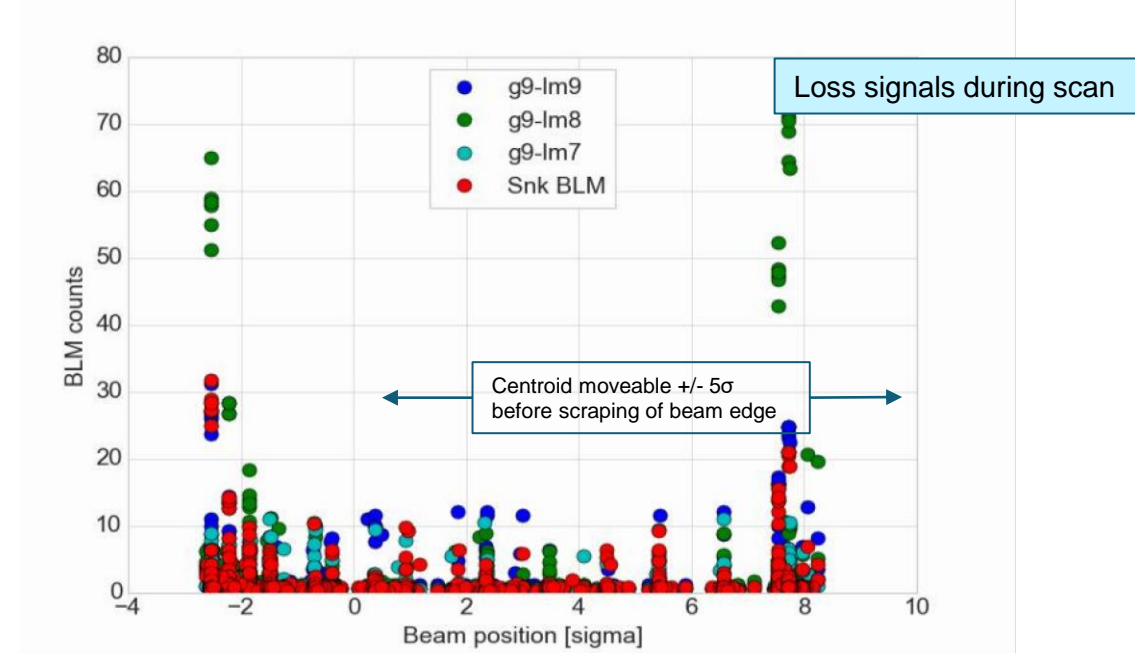 Loss signals during scan
80
70
60
50
40
30
20
10
0
BLM counts
g9-lm9
g9-lm8
g9-lm7
Snk BLM
Centroid moveable +/- 5σ
before scraping of beam edge
−4
−2
0
2
4
6
8
10
Beam position [sigma]